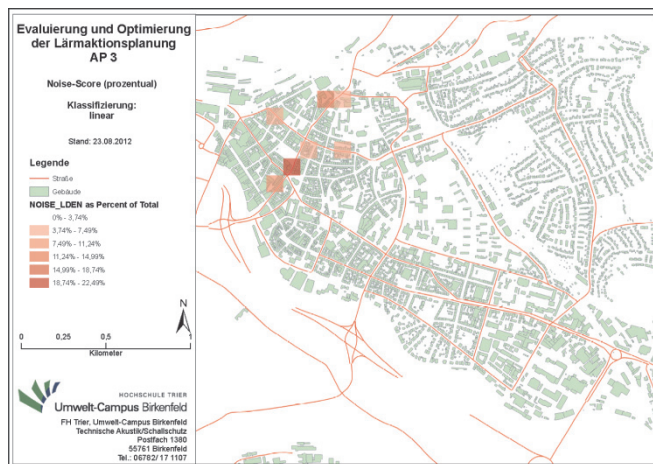 Evaluierung und Optimierung
der Lärmaktionsplanung
AP 3
Noise-Score (prozentual)
Klassifizierung:
linear
Stand: 23.08.2012
Legende
Straße
Gebäude
NOISE_LDEN as Percent of Total
0% - 3,74%
3,74% - 7,49%
7,49% - 11,24%
11,24% - 14,99%
14,99% - 18,74%
18,74% - 22,49%
N
0 0,25 0,5 1
Kilometer
HOCHSCHULE TRIER
Umwelt-Campus Birkenfeld
FH Trier, Umwelt-Campus Birkenfeld
Technische Akustik/Schallschutz
Postfach 1380
55761 Birkenfeld
Tel.: 06782/ 17 1107